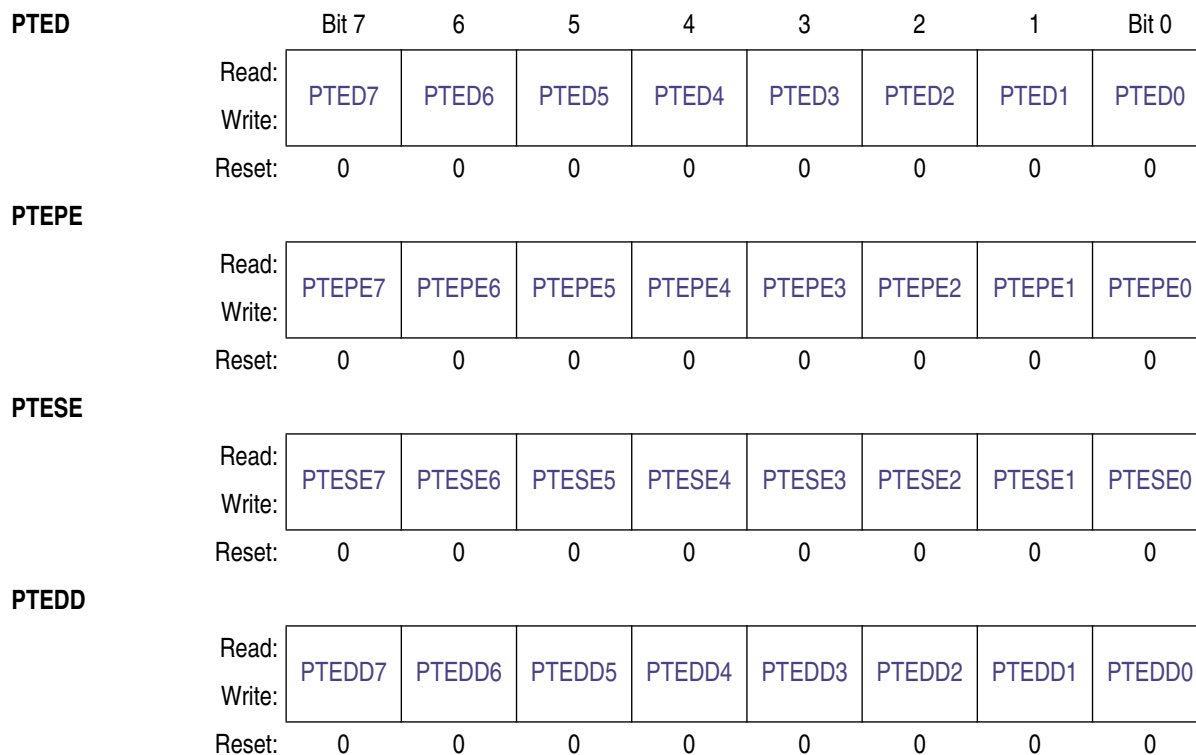 PTED Bit 7 6 5 4 3 2 1 Bit 0
Read:
PTED7 PTED6 PTED5 PTED4 PTED3 PTED2 PTED1 PTED0
Write:
Reset: 0 0 0 0 0 0 0 0
PTEPE
Read:
PTEPE7 PTEPE6 PTEPE5 PTEPE4 PTEPE3 PTEPE2 PTEPE1 PTEPE0
Write:
Reset: 0 0 0 0 0 0 0 0
PTESE
Read:
PTESE7 PTESE6 PTESE5 PTESE4 PTESE3 PTESE2 PTESE1 PTESE0
Write:
Reset: 0 0 0 0 0 0 0 0
PTEDD
Read:
PTEDD7 PTEDD6 PTEDD5 PTEDD4 PTEDD3 PTEDD2 PTEDD1 PTEDD0
Write:
Reset: 0 0 0 0 0 0 0 0